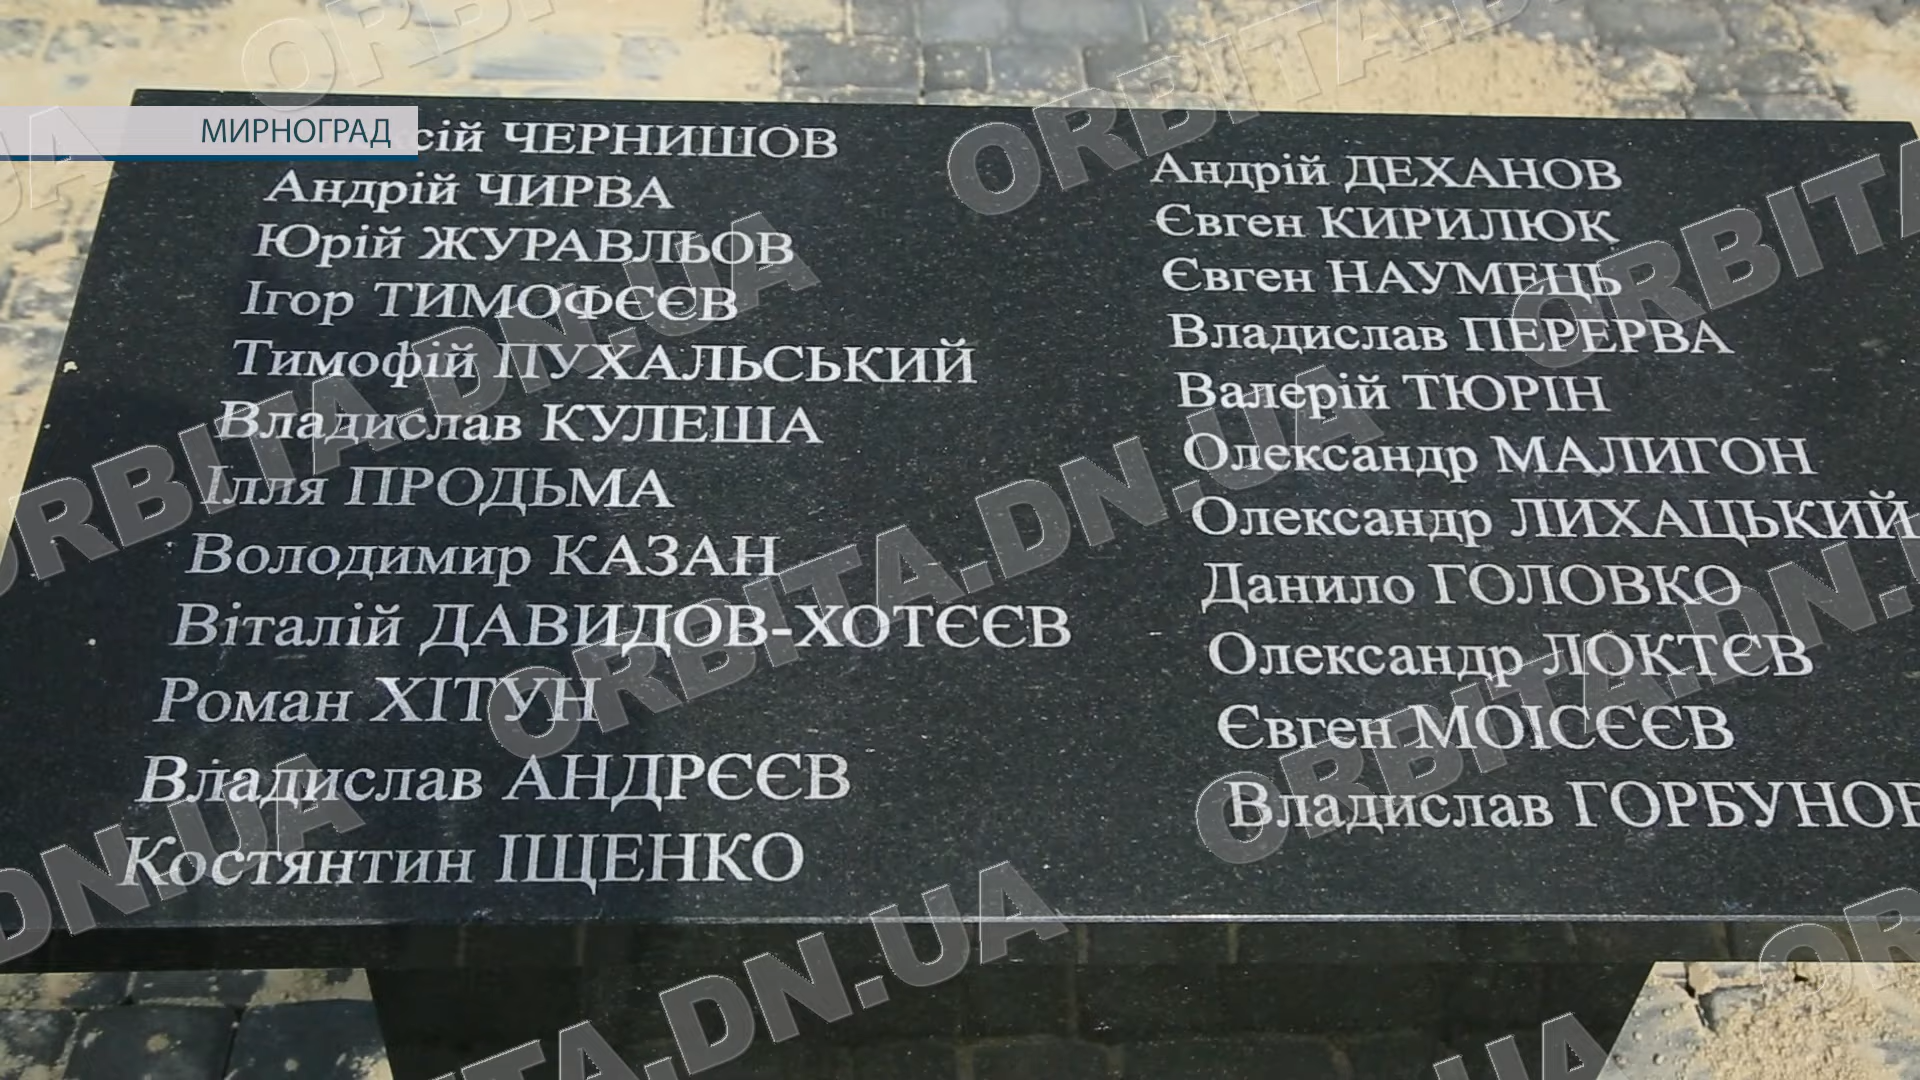 МИРНОГРАД
ЧЕРНИШОВ
Андрій ЧИРВА
Юрій ЖУРАВЛЬОВ
Ігор ТИМОФЄЄВ
Тимофій ПУХАЛЬСЬКИЙ
Владислав КУЛЕША
Ілля ПРОДЬМА
Володимир КАЗАН
Віталій ДАВИДОВ-ХОТЄЄВ
Роман ХІТУН
Владислав АНДРЄЄВ
Костянтин ІЩЕНКО
Андрій ДЕХАНОВ
Євген КИРИЛЮК
Євген НАУМЕЦЬ
Владислав ПЕРЕРВА
Валерій ТЮРІН
Олександр МАЛИГОН
Олександр ЛИХАЦЬКИЙ
Данило ГОЛОВКО
Олександр ЛОКТЄВ
Євген МОІСЄЄВ
Владислав ГОРБУНОВ
ORBITA.DN.UA